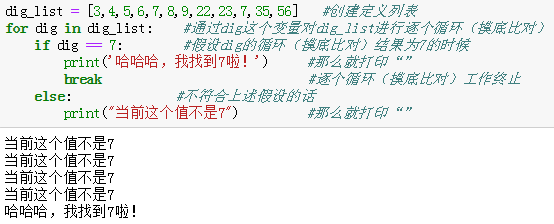 dig_list = [3,4,5,6,7,8,9,22,23,7,35,56]   #创建定义列表
for dig in dig_list:    #通过dig这个变量对dig_list进行逐个循环（摸底比对）
    if dig == 7:        #假设dig的循环（摸底比对）结果为7的时候
        print('哈哈哈，我找到7啦！')     #那么就打印“”
        break                        #逐个循环（摸底比对）工作终止
    else:              #不符合上述假设的话
        print("当前这个值不是7")         #那么就打印“”
当前这个值不是7
当前这个值不是7
当前这个值不是7
当前这个值不是7
哈哈哈，我找到7啦！